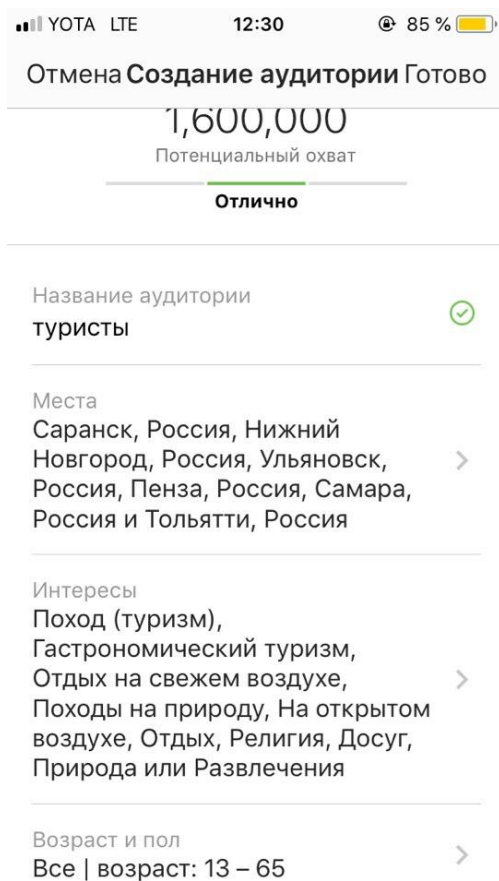 YOTA LTE 12:30 85 %
Отмена Создание аудитории Готово
1,600,000
Потенциальный охват
Отлично
Название аудитории
туристы
Места
Саранск, Россия, Нижний
Новгород, Россия, Ульяновск,
Россия, Пенза, Россия, Самара,
Россия и Тольятти, Россия
Интересы
Поход (туризм),
Гастрономический туризм,
Отдых на свежем воздухе,
Походы на природу, На открытом
воздухе, Отдых, Религия, Досуг,
Природа или Развлечения
Возраст и пол
Все | возраст: 13 – 65